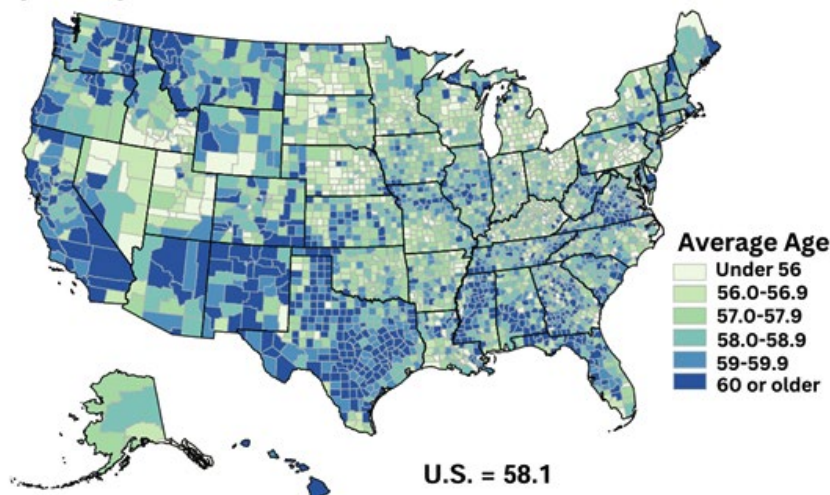 Average Age
Under 56
56.0-56.9
57.0-57.9
58.0-58.9
59-59.9
60 or older
U.S. = 58.1